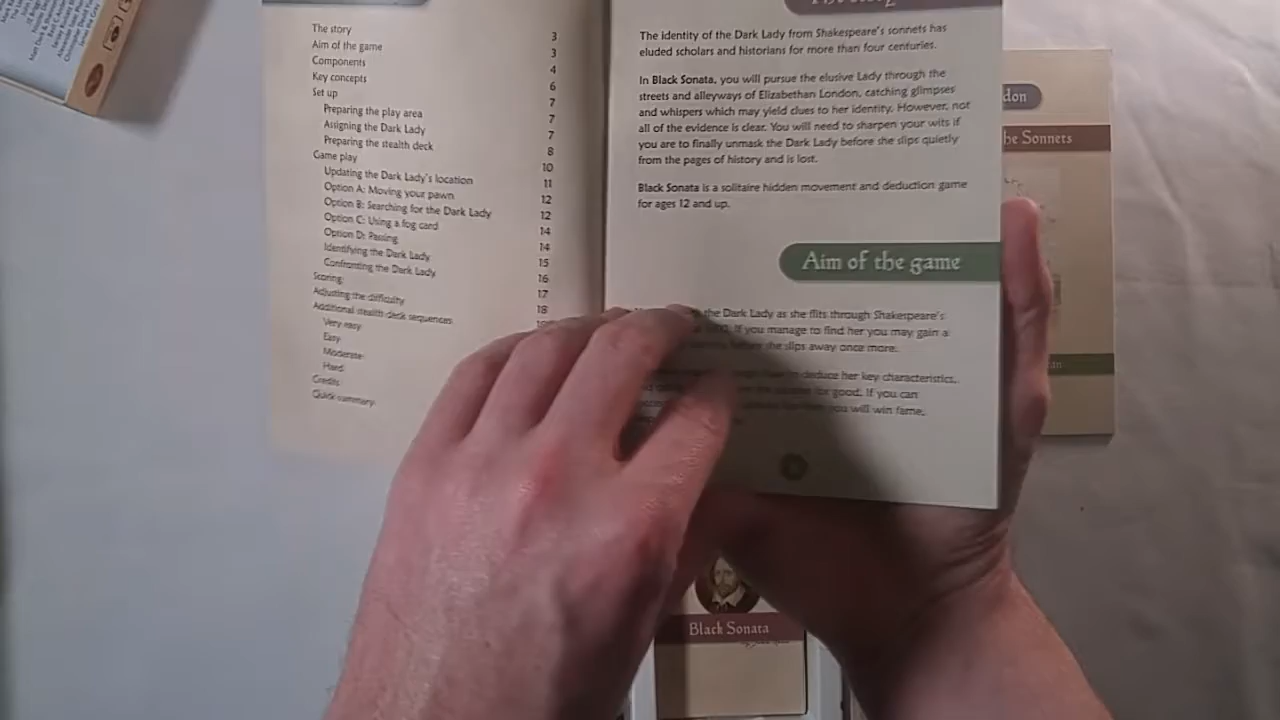 The story 3
Aim of the game 3
Components 4
Key concepts 6
Set up 7
Preparing the play area 7
Assigning the Dark Lady 7
Preparing the stealth deck 8
Game play 10
Updating the Dark Lady's location 11
Option A: Moving your pawn 12
Option B: Searching for the Dark Lady 12
Option C: Using a fog card 14
Option D: Passing 14
Identifying the Dark Lady 15
Confronting the Dark Lady 16
Scoring 17
Adjusting the difficulty 18
Additional stealth deck sequences
Very easy
Easy
Moderate
Hard
Credits
Quick summary
The identity of the Dark Lady from Shakespeare's sonnets has
eluded scholars and historians for more than four centuries.
In Black Sonata, you will pursue the elusive Lady through the
streets and alleyways of Elizabethan London, catching glimpses
and whispers which may yield clues to her identity. However, not
all of the evidence is clear. You will need to sharpen your wits if
you are to finally unmask the Dark Lady before she slips quietly
from the pages of history and is lost.
Black Sonata is a solitaire hidden movement and deduction game
for ages 12 and up.
Aim of the game
the Dark Lady as she flits through Shakespeare's
If you manage to find her you may gain a
she slips away once more.
deduce her key characteristics,
for good. If you can
you will win fame,
don
he Sonnets
Black Sonata